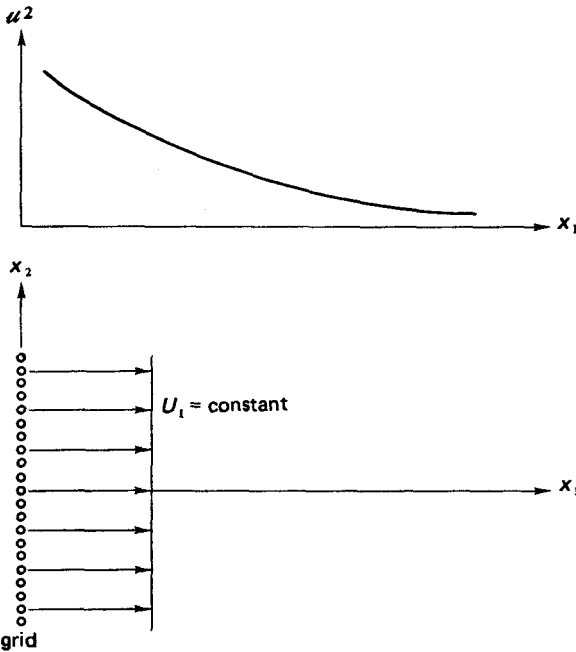 u²
x₁
x₂
U₁ = constant
x₁
grid